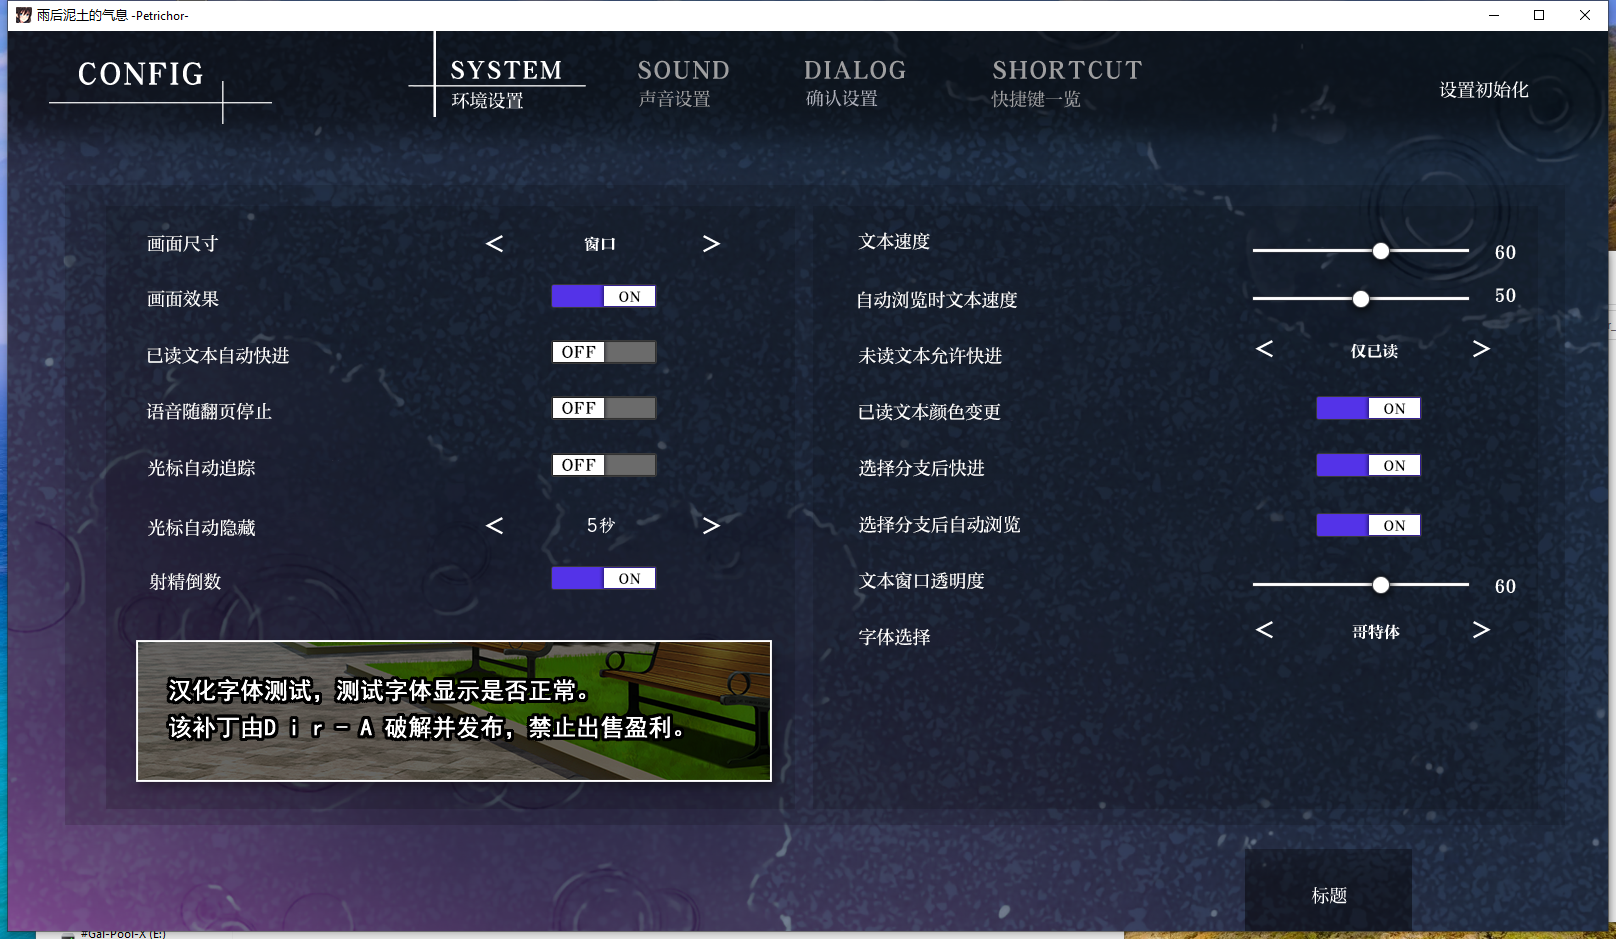 雨后泥土的气息 -Petrichor-
CONFIG
SYSTEM
环境设置
SOUND
声音设置
DIALOG
确认设置
SHORTCUT
快捷键一览
设置初始化
画面尺寸
< 窗口 >
画面效果
ON
已读文本自动快进
OFF
语音随翻页停止
OFF
光标自动追踪
OFF
光标自动隐藏
< 5秒 >
射精倒数
ON
汉化字体测试，测试字体显示是否正常。
该补丁由Dir-A 破解并发布，禁止出售盈利。
文本速度
60
自动浏览时文本速度
50
未读文本允许快进
< 仅已读 >
已读文本颜色变更
ON
选择分支后快进
ON
选择分支后自动浏览
ON
文本窗口透明度
60
字体选择
< 哥特体 >
标题
#Gal-Pool-X (E:)